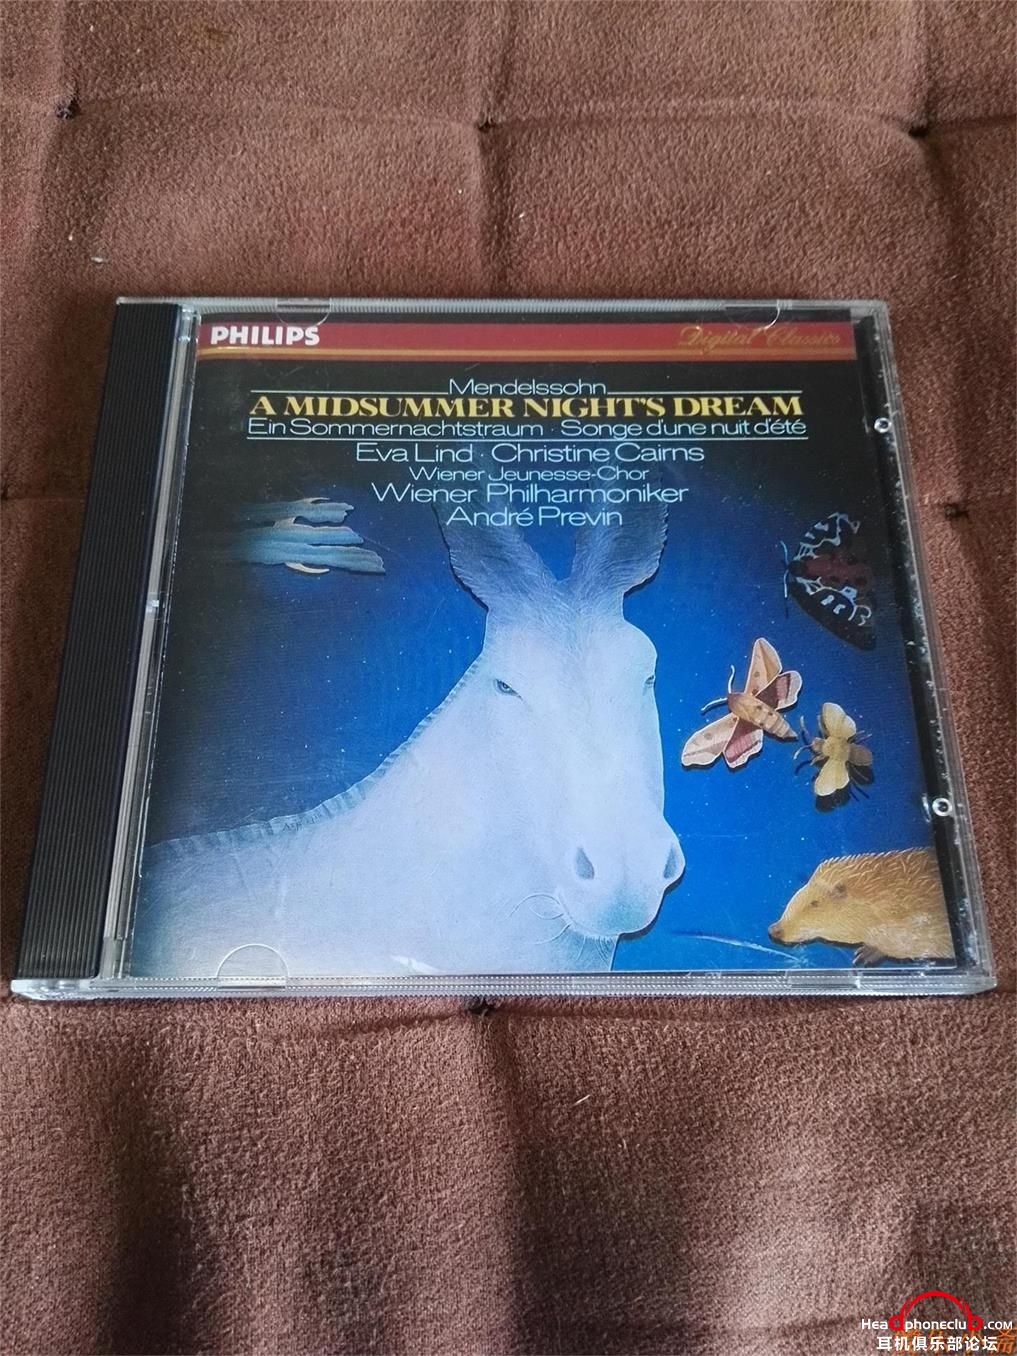 PHILIPS
Digital Classics
Mendelssohn
A MIDSUMMER NIGHT'S DREAM
Ein Sommernachtstraum · Songe d'une nuit d'été
Eva Lind · Christine Cairns
Wiener Jeunesse-Chor
Wiener Philharmoniker
André Previn
Headphoneclub.com
耳机俱乐部论坛